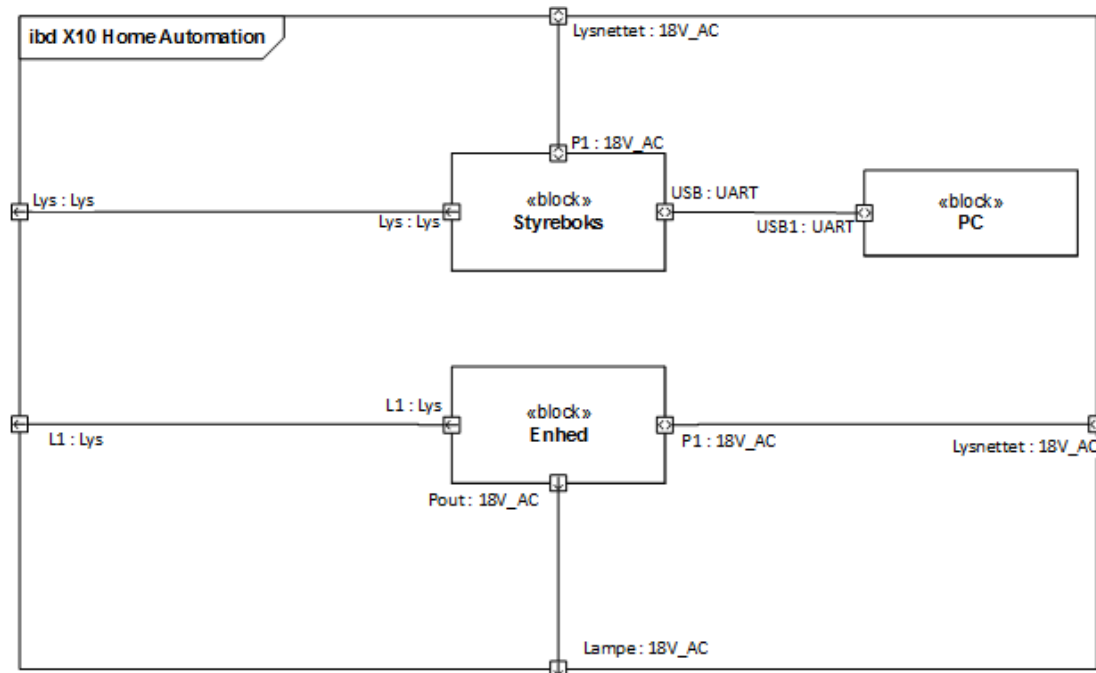 ibd X10 Home Automation
Lysnettet : 18V_AC
P1 : 18V_AC
Lys : Lys
Lys : Lys
«block»
Styreboks
USB : UART
USB1 : UART
«block»
PC
L1 : Lys
L1 : Lys
«block»
Enhed
P1 : 18V_AC
Lysnettet : 18V_AC
Pout : 18V_AC
Lampe : 18V_AC